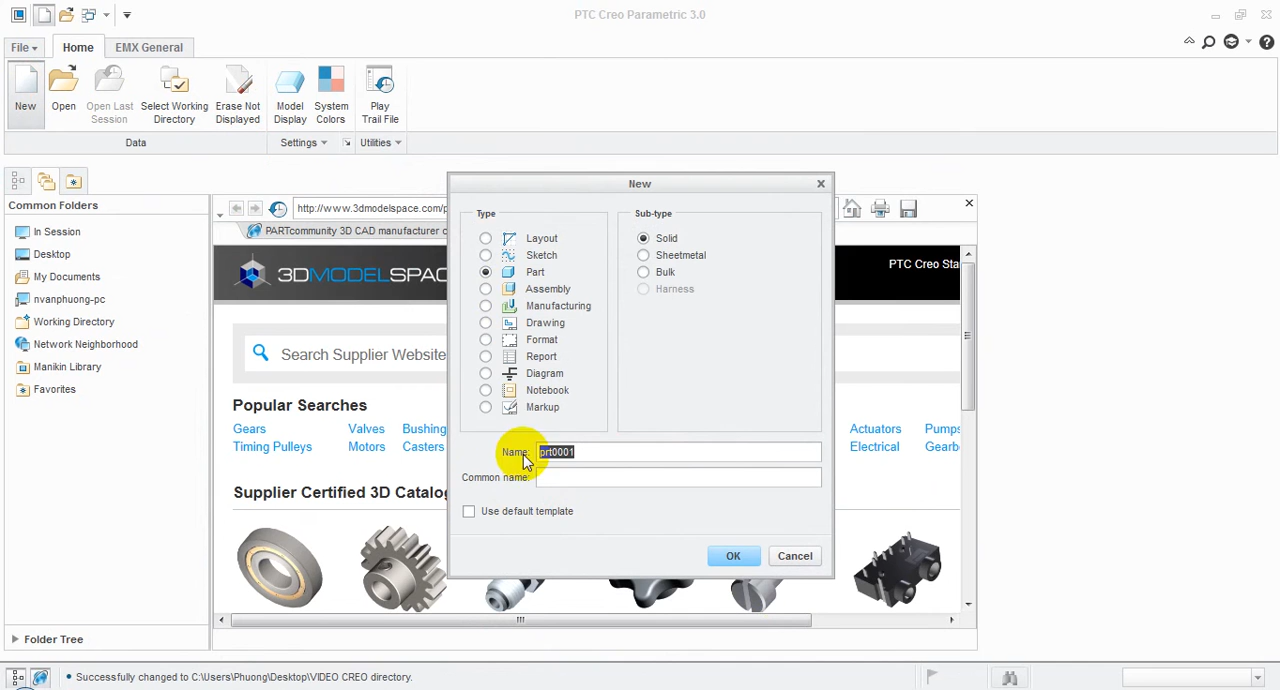 PTC Creo Parametric 3.0
File
Home
EMX General
New
Open
Open Last Session
Select Working Directory
Erase Not Displayed
Model Display
System Colors
Play Trail File
Data
Settings
Utilities
Common Folders
In Session
Desktop
My Documents
nvanphuong-pc
Working Directory
Network Neighborhood
Manikin Library
Favorites
Folder Tree
http://www.3dmodelspace.com/p
PARTcommunity 3D CAD manufacturer c
3DMODELSPAC
PTC Creo Sta
Search Supplier Website
Popular Searches
Gears
Valves
Bushing
Actuators
Pumps
Timing Pulleys
Motors
Casters
Electrical
Gearb
Supplier Certified 3D Catalog
New
Type
Sub-type
Layout
Sketch
Part
Assembly
Manufacturing
Drawing
Format
Report
Diagram
Notebook
Markup
Solid
Sheetmetal
Bulk
Harness
Name: prt0001
Common name:
Use default template
OK
Cancel
Successfully changed to C:\Users\Phuong\Desktop\VIDEO CREO directory.